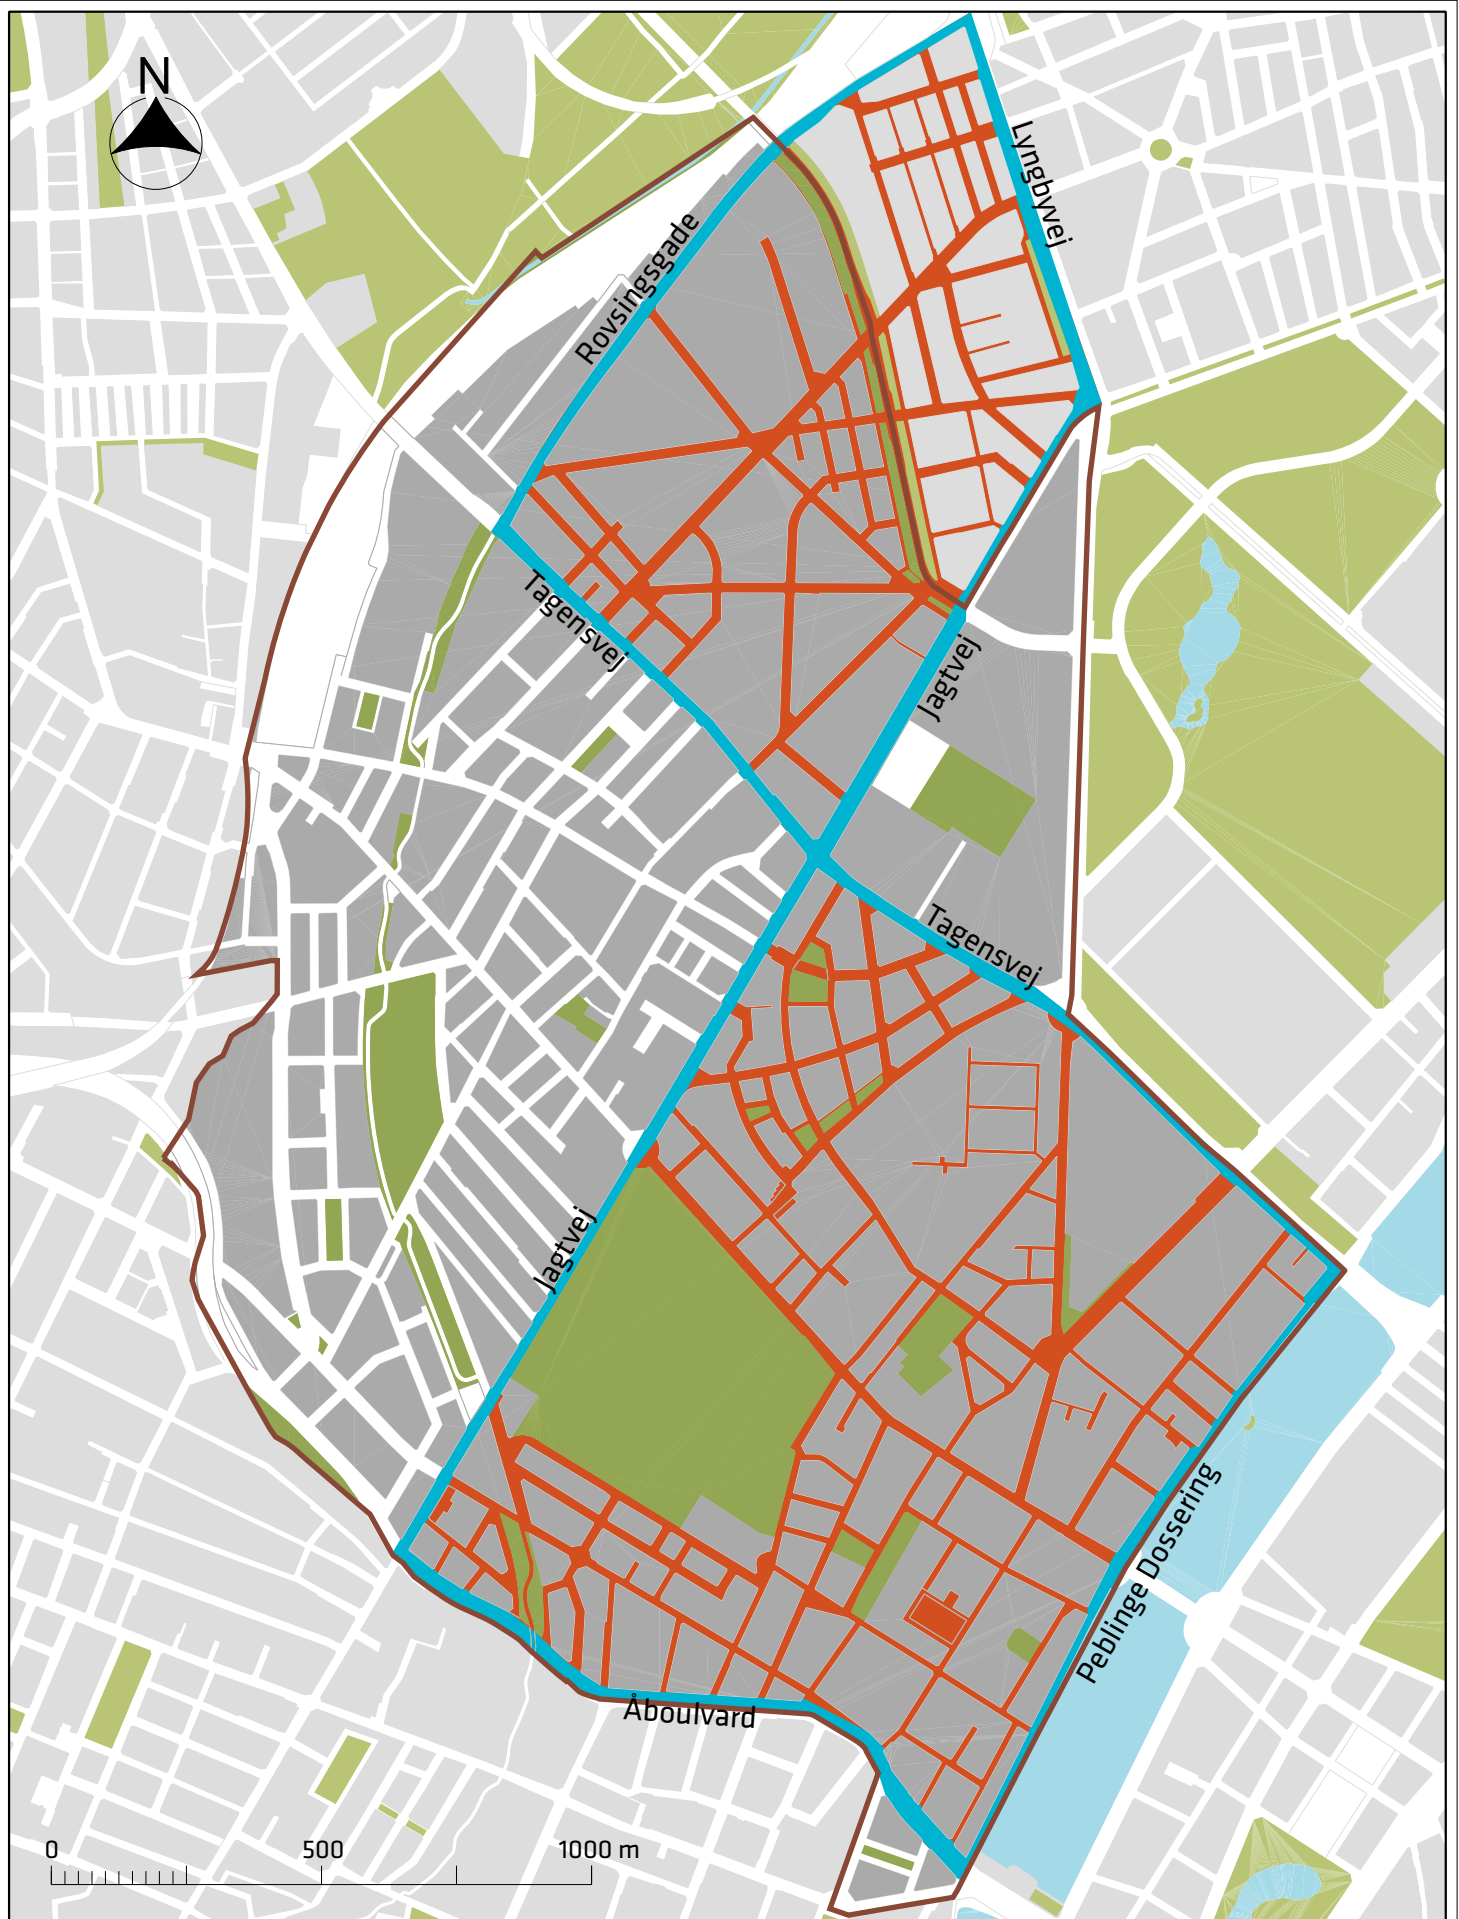 N
Lyngbyvej
Rovsingsgade
Tagensvej
Jagtvej
Tagensvej
Jagtvej
Peblinge Dossering
Åboulvard
0 500 1000 m